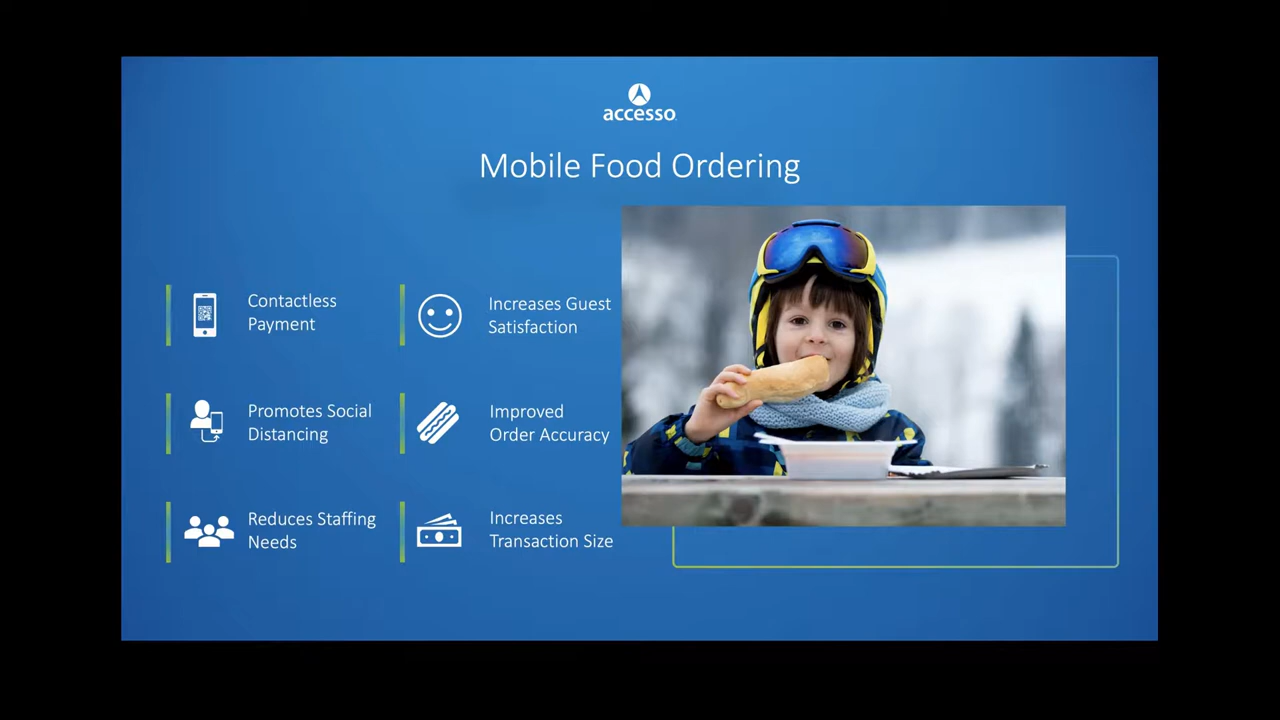 accesso
Mobile Food Ordering
Contactless
Payment
Increases Guest
Satisfaction
Promotes Social
Distancing
Improved
Order Accuracy
Reduces Staffing
Needs
Increases
Transaction Size